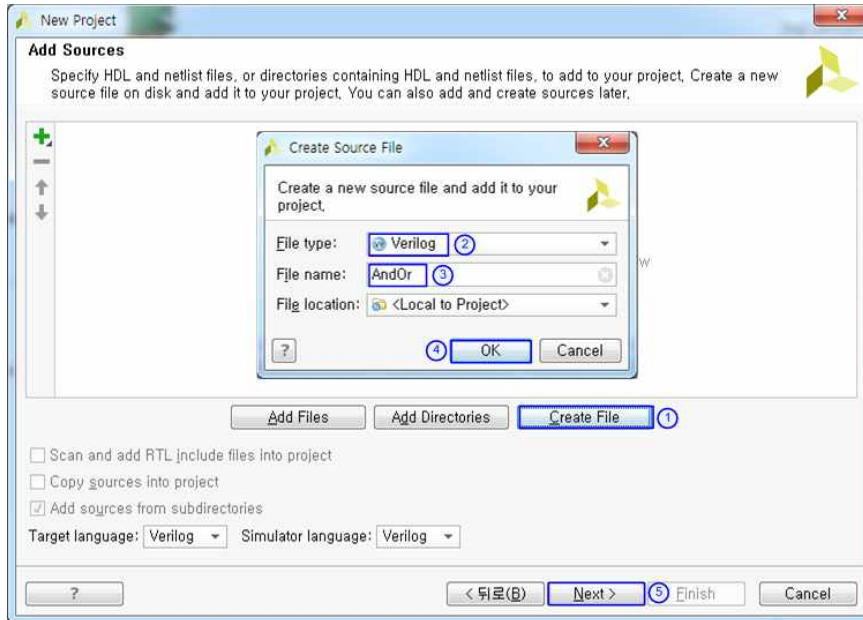 New Project
Add Sources
Specify HDL and netlist files, or directories containing HDL and netlist files, to add to your project. Create a new
source file on disk and add it to your project. You can also add and create sources later.
Create Source File
Create a new source file and add it to your
project.
File type: Verilog 2
File name: AndOr 3
File location: <Local to Project>
? 4 OK Cancel
w
Add Files Add Directories Create File 1
Scan and add RTL include files into project
Copy sources into project
Add sources from subdirectories
Target language: Verilog Simulator language: Verilog
? < 뒤로(B) Next > 5 Finish Cancel